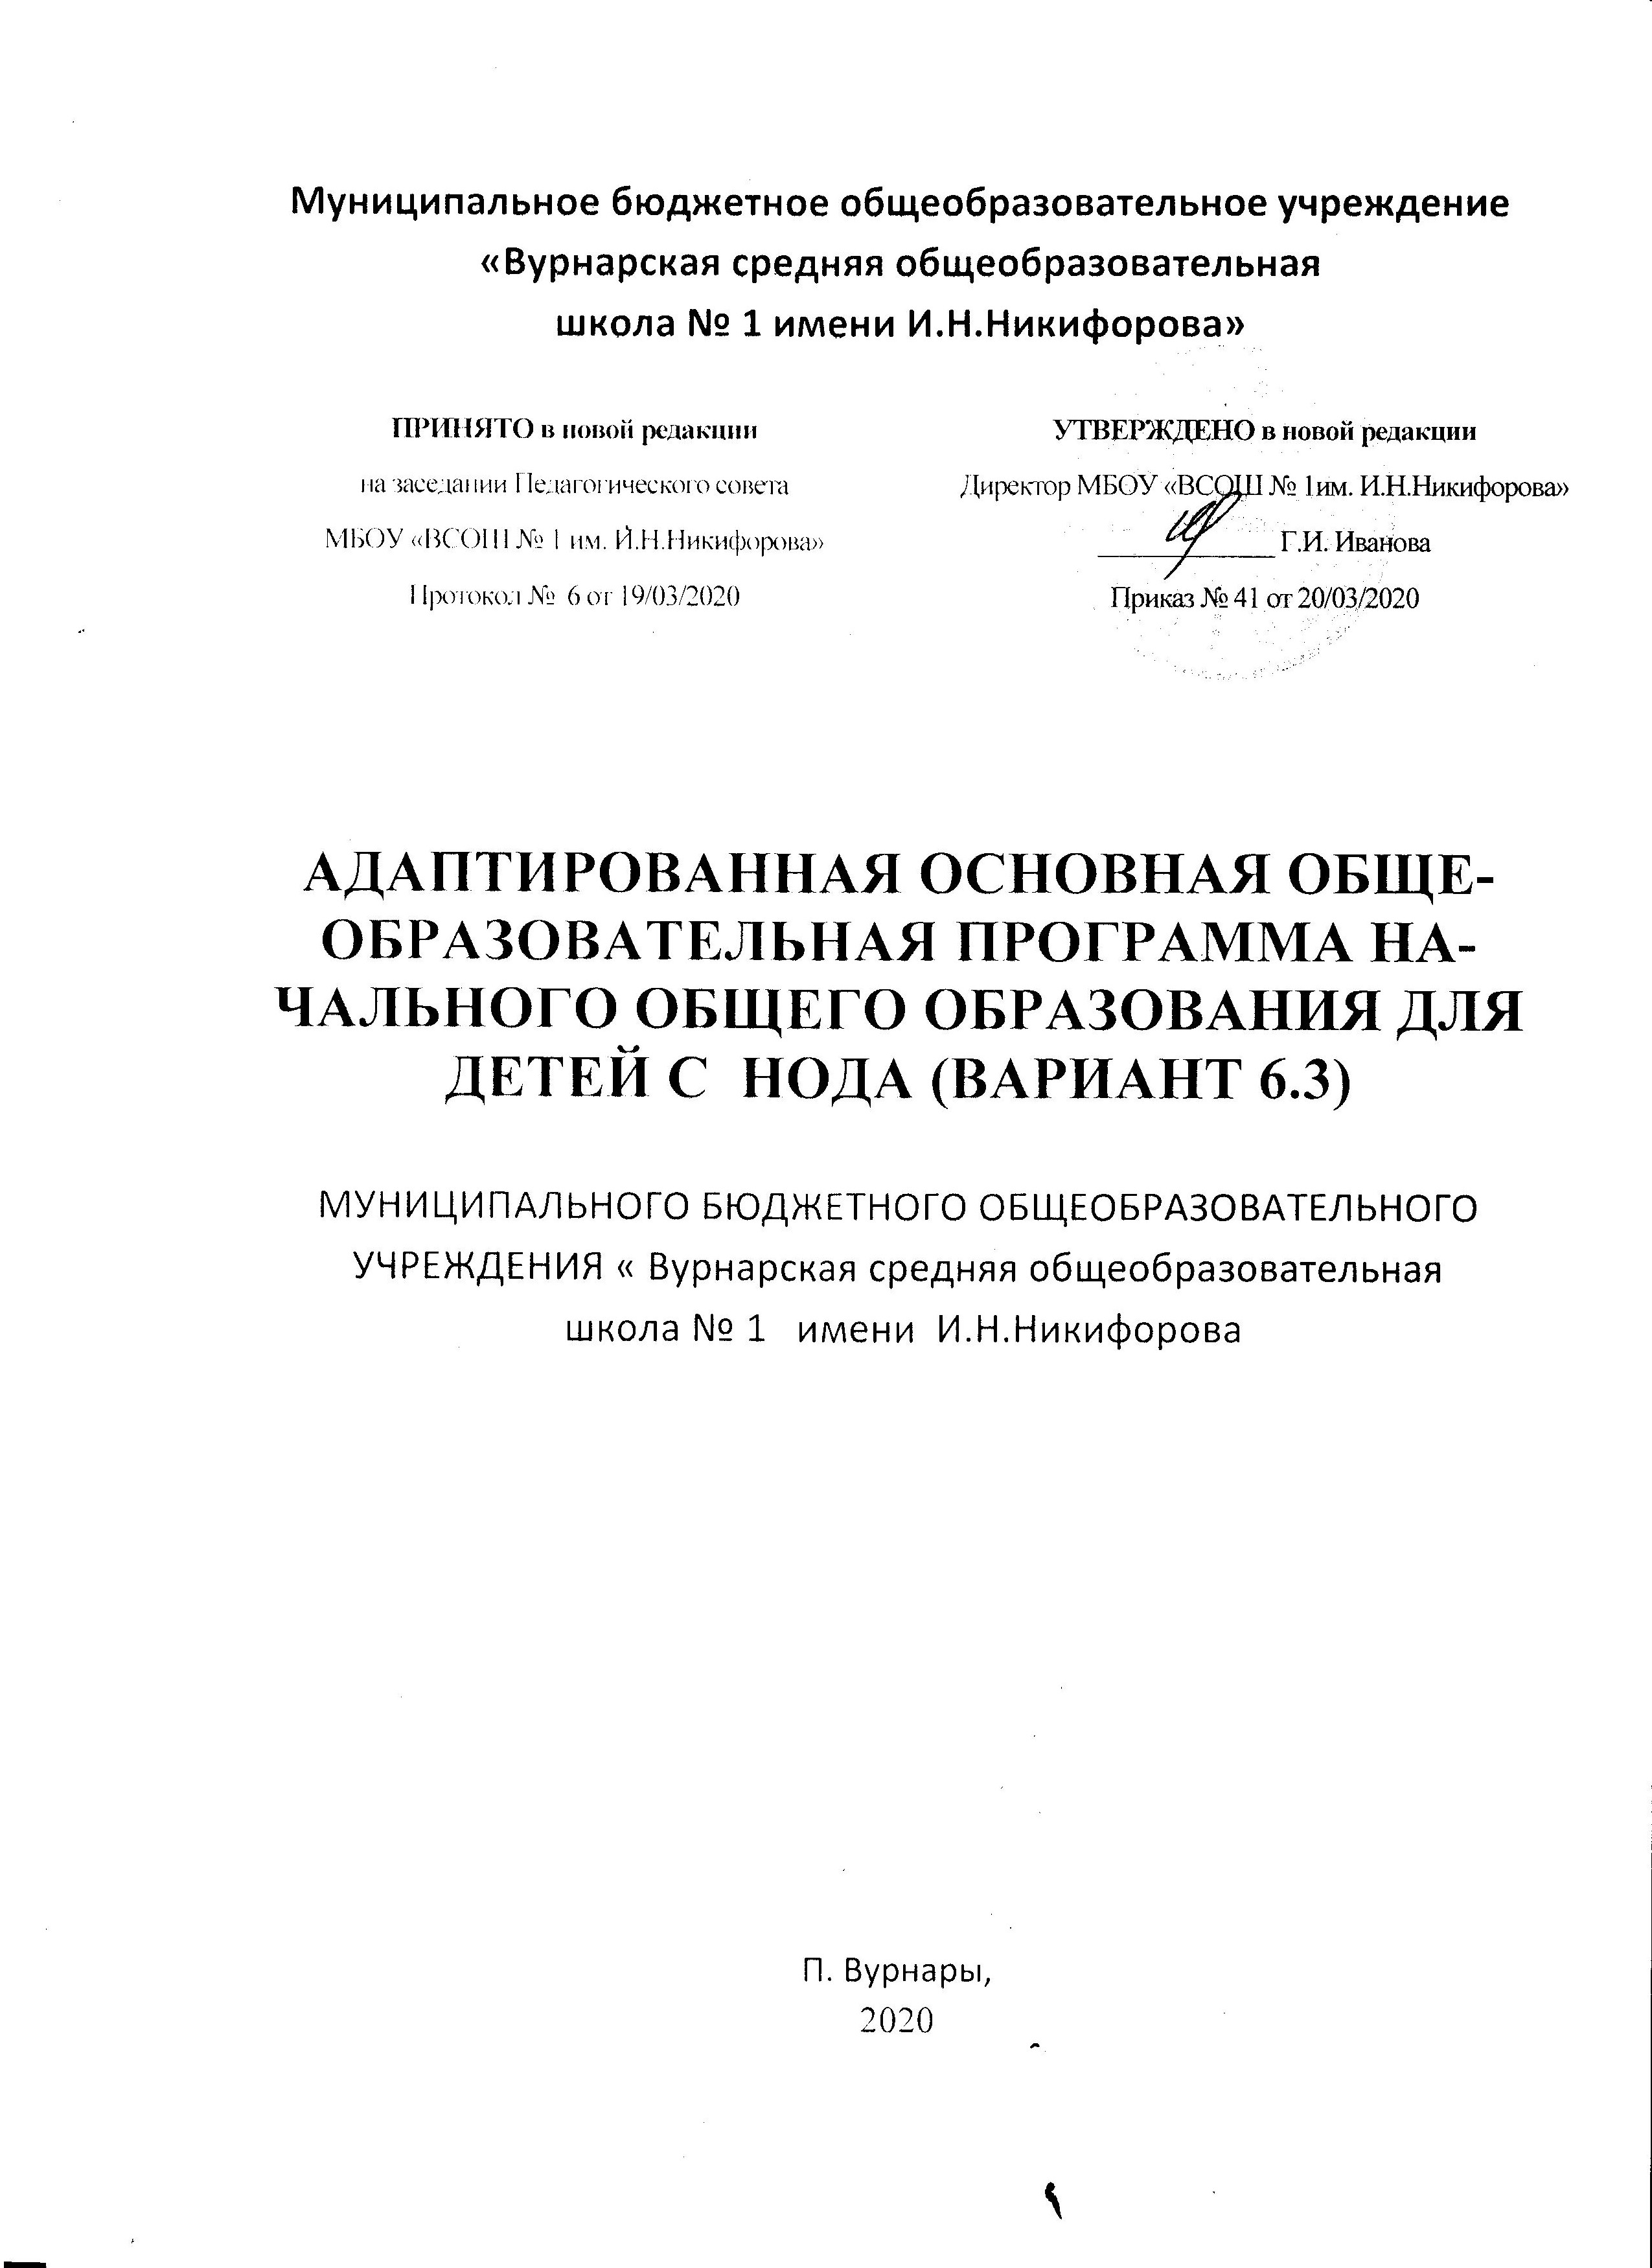 Муниципальное бюджетное общеобразовательное учреждение
«Вурнарская средняя общеобразовательная
школа № 1 имени И.Н.Никифорова»
ПРИНЯТО в новой редакции
на заседании Педагогического совета
МБОУ «ВСОШ № 1 им. И.Н.Никифорова»
Протокол № 6 от 19/03/2020
УТВЕРЖДЕНО в новой редакции
Директор МБОУ «ВСОШ № 1им. И.Н.Никифорова»
____________ Г.И. Иванова
Приказ № 41 от 20/03/2020
АДАПТИРОВАННАЯ ОСНОВНАЯ ОБЩЕ-
ОБРАЗОВАТЕЛЬНАЯ ПРОГРАММА НА-
ЧАЛЬНОГО ОБЩЕГО ОБРАЗОВАНИЯ ДЛЯ
ДЕТЕЙ С НОДА (ВАРИАНТ 6.3)
МУНИЦИПАЛЬНОГО БЮДЖЕТНОГО ОБЩЕОБРАЗОВАТЕЛЬНОГО
УЧРЕЖДЕНИЯ « Вурнарская средняя общеобразовательная
школа № 1 имени И.Н.Никифорова
П. Вурнары,
2020